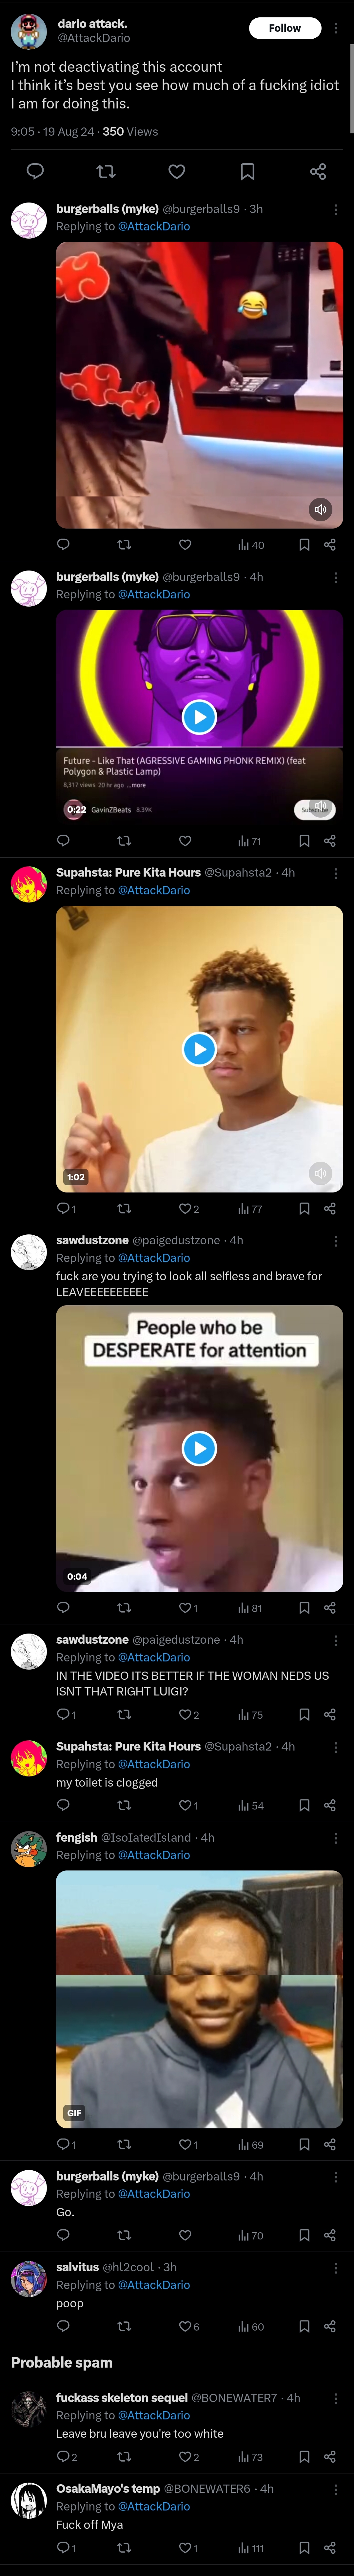 dario attack.
@AttackDario
Follow
I'm not deactivating this account
I think it's best you see how much of a fucking idiot
I am for doing this.
9:05 · 19 Aug 24 · 350 Views
burgerballs (myke) @burgerballs9 · 3h
Replying to @AttackDario
40
burgerballs (myke) @burgerballs9 · 4h
Replying to @AttackDario
Future - Like That (AGRESSIVE GAMING PHONK REMIX) (feat
Polygon & Plastic Lamp)
8,317 views 20 hr ago ...more
0:22 GavinZBeats 8.39K
71
Supahsta: Pure Kita Hours @Supahsta2 · 4h
Replying to @AttackDario
1:02
1 2 77
sawdustzone @paigedustzone · 4h
Replying to @AttackDario
fuck are you trying to look all selfless and brave for
LEAVEEEEEEEEEE
People who be
DESPERATE for attention
0:04
1 81
sawdustzone @paigedustzone · 4h
Replying to @AttackDario
IN THE VIDEO ITS BETTER IF THE WOMAN NEDS US
ISNT THAT RIGHT LUIGI?
1 2 75
Supahsta: Pure Kita Hours @Supahsta2 · 4h
Replying to @AttackDario
my toilet is clogged
1 54
fengish @IsoIatedIsland · 4h
Replying to @AttackDario
GIF
1 1 69
burgerballs (myke) @burgerballs9 · 4h
Replying to @AttackDario
Go.
70
salvitus @hl2cool · 3h
Replying to @AttackDario
poop
6 60
Probable spam
fuckass skeleton sequel @BONEWATER7 · 4h
Replying to @AttackDario
Leave bru leave you're too white
2 2 73
OsakaMayo's temp @BONEWATER6 · 4h
Replying to @AttackDario
Fuck off Mya
1 1 111